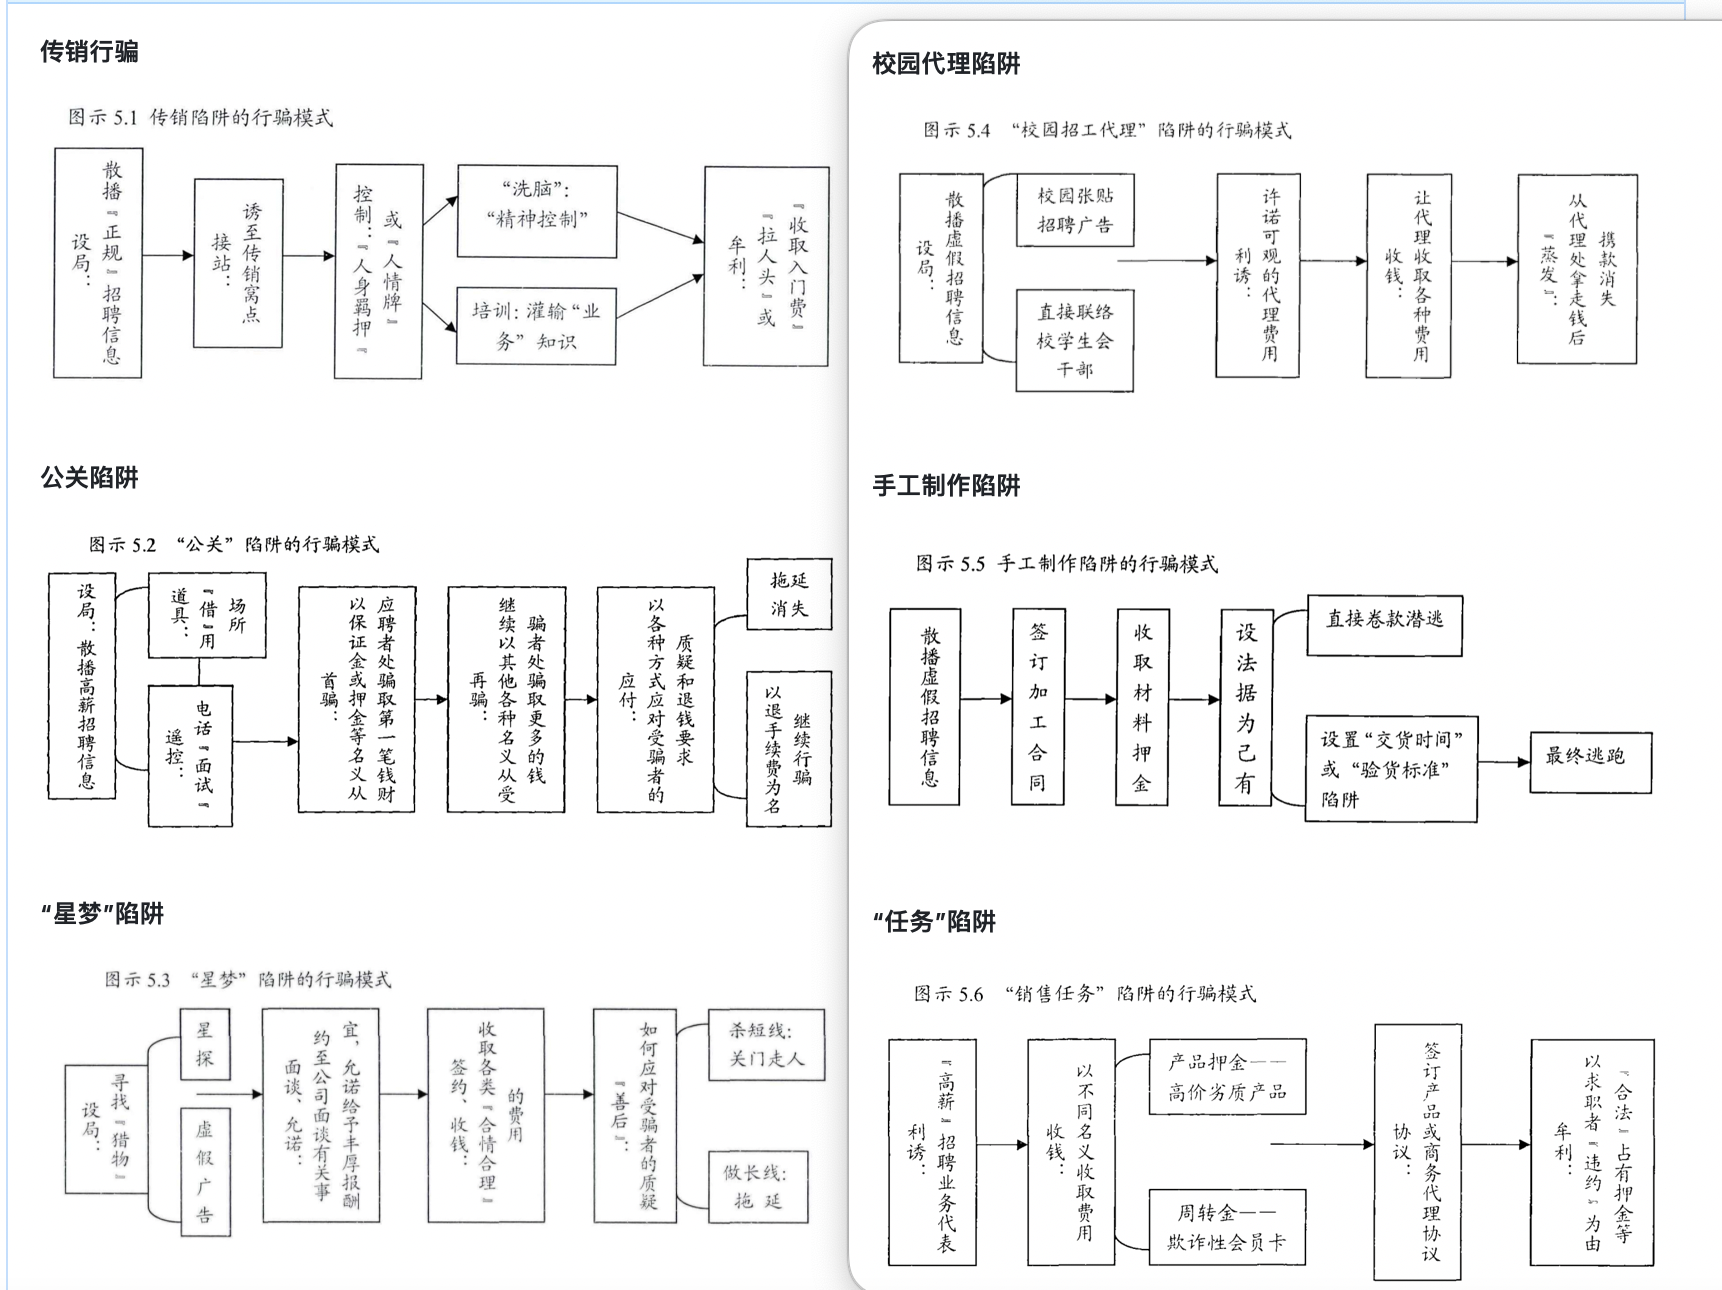 传销行骗
图示 5.1 传销陷阱的行骗模式
设局：
散播『正规』招聘信息
接站：
诱至传销窝点
控制：『人身羁押』
或『人情牌』
“洗脑”：
“精神控制”
培训：灌输“业
务”知识
牟利：
『拉人头』或
『收取入门费』
公关陷阱
图示 5.2 “公关”陷阱的行骗模式
设局：散播高薪招聘信息
道具：
『借』用
场所
遥控：
电话『面试』
首骗：
以保证金或押金等名义从
应聘者处骗取第一笔钱财
再骗：
继续以其他各种名义从受
骗者处骗取更多的钱
应付：
以各种方式应对受骗者的
质疑和退钱要求
拖延
消失
以退手续费为名
继续行骗
“星梦”陷阱
图示 5.3 “星梦”陷阱的行骗模式
设局：
寻找『猎物』
星探
虚假广告
面谈、允诺：
约至公司面谈有关事
宜，允诺给予丰厚报酬
签约、收钱：
收取各类『合情合理』
的费用
『善后』：
如何应对受骗者的质疑
杀短线：
关门走人
做长线：
拖 延
校园代理陷阱
图示 5.4 “校园招工代理”陷阱的行骗模式
设局：
散播虚假招聘信息
校园张贴
招聘广告
直接联络
校学生会
干部
利诱：
许诺可观的代理费用
收钱：
让代理收取各种费用
『蒸发』：
从代理处拿走钱后
携款消失
手工制作陷阱
图示 5.5 手工制作陷阱的行骗模式
散播虚假招聘信息
签订加工合同
收取材料押金
设法据为己有
直接卷款潜逃
设置“交货时间”
或“验货标准”
陷阱
最终逃跑
“任务”陷阱
图示 5.6 “销售任务”陷阱的行骗模式
利诱：
『高薪』招聘业务代表
收钱：
以不同名义收取费用
产品押金——
高价劣质产品
周转金——
欺诈性会员卡
协议：
签订产品或商务代理协议
牟利：
以求职者『违约』为由
『合法』占有押金等